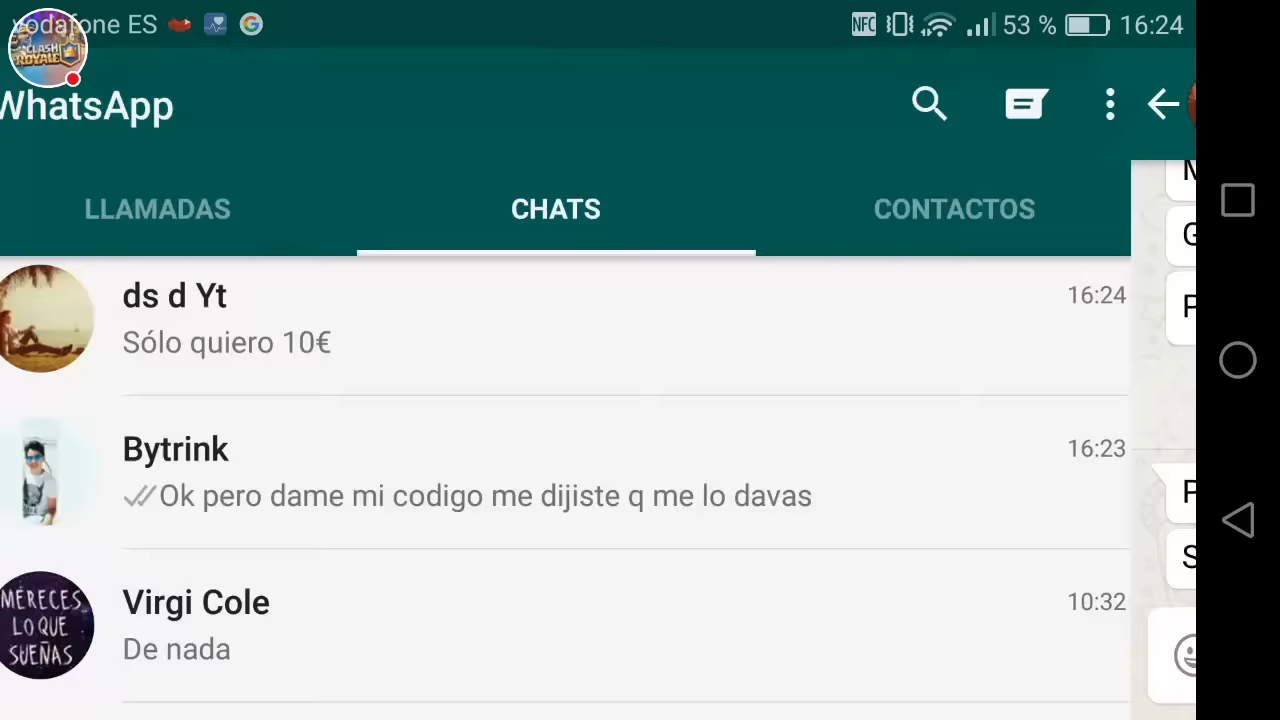 vodafone ES
NFC 53 % 16:24
CLASH
ROYALE
WhatsApp
LLAMADAS CHATS CONTACTOS
ds d Yt 16:24
Sólo quiero 10€
Bytrink 16:23
Ok pero dame mi codigo me dijiste q me lo davas
MÉRECES
LO QUÉ
SUEÑAS
Virgi Cole 10:32
De nada